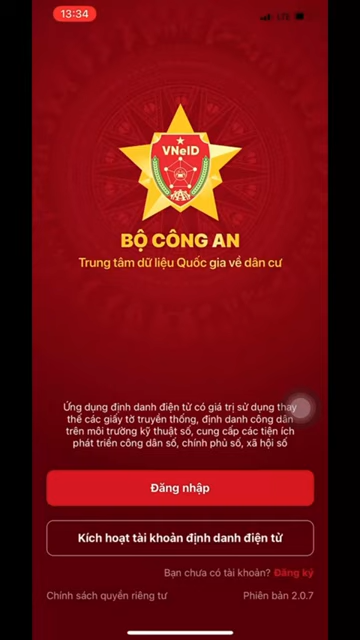 13:34
LTE
VNeID
BỘ CÔNG AN
Trung tâm dữ liệu Quốc gia về dân cư
Ứng dụng định danh điện tử có giá trị sử dụng thay
thế các giấy tờ truyền thống, định danh công dân
trên môi trường kỹ thuật số, cung cấp các tiện ích
phát triển công dân số, chính phủ số, xã hội số
Đăng nhập
Kích hoạt tài khoản định danh điện tử
Bạn chưa có tài khoản? Đăng ký
Chính sách quyền riêng tư Phiên bản 2.0.7